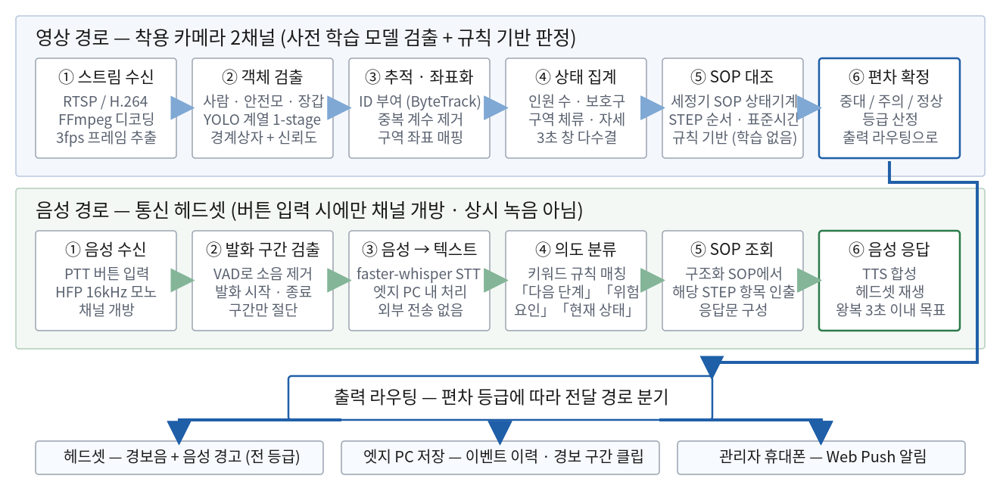 영상 경로 — 착용 카메라 2채널 (사전 학습 모델 검출 + 규칙 기반 판정)
① 스트림 수신
RTSP / H.264
FFmpeg 디코딩
3fps 프레임 추출
② 객체 검출
사람 · 안전모 · 장갑
YOLO 계열 1-stage
경계상자 + 신뢰도
③ 추적 · 좌표화
ID 부여 (ByteTrack)
중복 계수 제거
구역 좌표 매핑
④ 상태 집계
인원 수 · 보호구
구역 체류 · 자세
3초 창 다수결
⑤ SOP 대조
세정기 SOP 상태기계
STEP 순서 · 표준시간
규칙 기반 (학습 없음)
⑥ 편차 확정
중대 / 주의 / 정상
등급 산정
출력 라우팅으로
음성 경로 — 통신 헤드셋 (버튼 입력 시에만 채널 개방 · 상시 녹음 아님)
① 음성 수신
PTT 버튼 입력
HFP 16kHz 모노
채널 개방
② 발화 구간 검출
VAD로 소음 제거
발화 시작 · 종료
구간만 절단
③ 음성 → 텍스트
faster-whisper STT
엣지 PC 내 처리
외부 전송 없음
④ 의도 분류
키워드 규칙 매칭
「다음 단계」「위험
요인」「현재 상태」
⑤ SOP 조회
구조화 SOP에서
해당 STEP 항목 인출
응답문 구성
⑥ 음성 응답
TTS 합성
헤드셋 재생
왕복 3초 이내 목표
출력 라우팅 — 편차 등급에 따라 전달 경로 분기
헤드셋 — 경보음 + 음성 경고 (전 등급)
엣지 PC 저장 — 이벤트 이력 · 경보 구간 클립
관리자 휴대폰 — Web Push 알림